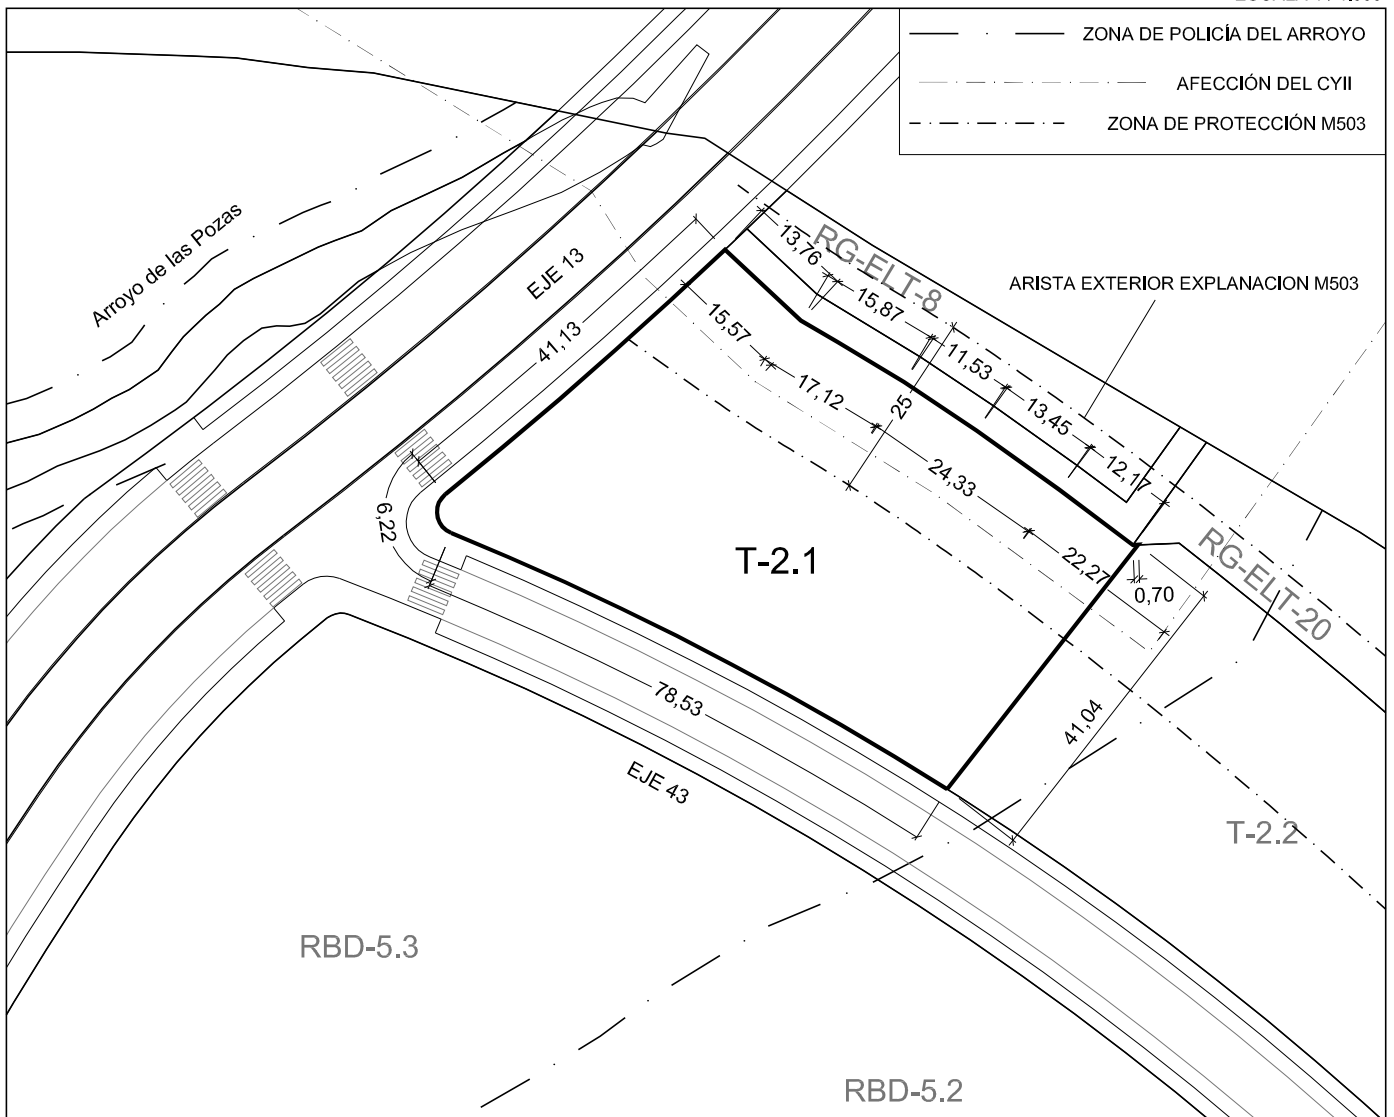 ZONA DE POLICÍA DEL ARROYO
AFECCIÓN DEL CYII
ZONA DE PROTECCIÓN M503
Arroyo de las Pozas
EJE 13
41,13
13,76
RG-ELT-8
15,87
11,53
13,45
12,17
ARISTA EXTERIOR EXPLANACION M503
15,57
17,12
25
24,33
22,27
0,70
RG-ELT-20
6,22
T-2.1
78,53
41,04
EJE 43
T-2.2
RBD-5.3
RBD-5.2